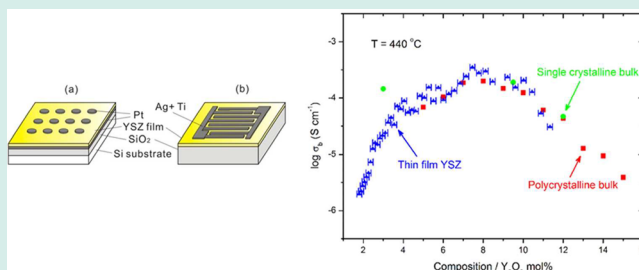 (a)
(b)
Ag+ Ti
Pt
YSZ film
SiO₂
Si substrate
T = 440 °C
Single crystalline bulk
Thin film YSZ
Polycrystalline bulk
log σb (S cm⁻¹)
-3
-4
-5
-6
2 4 6 8 10 12 14
Composition / Y2O3 mol%